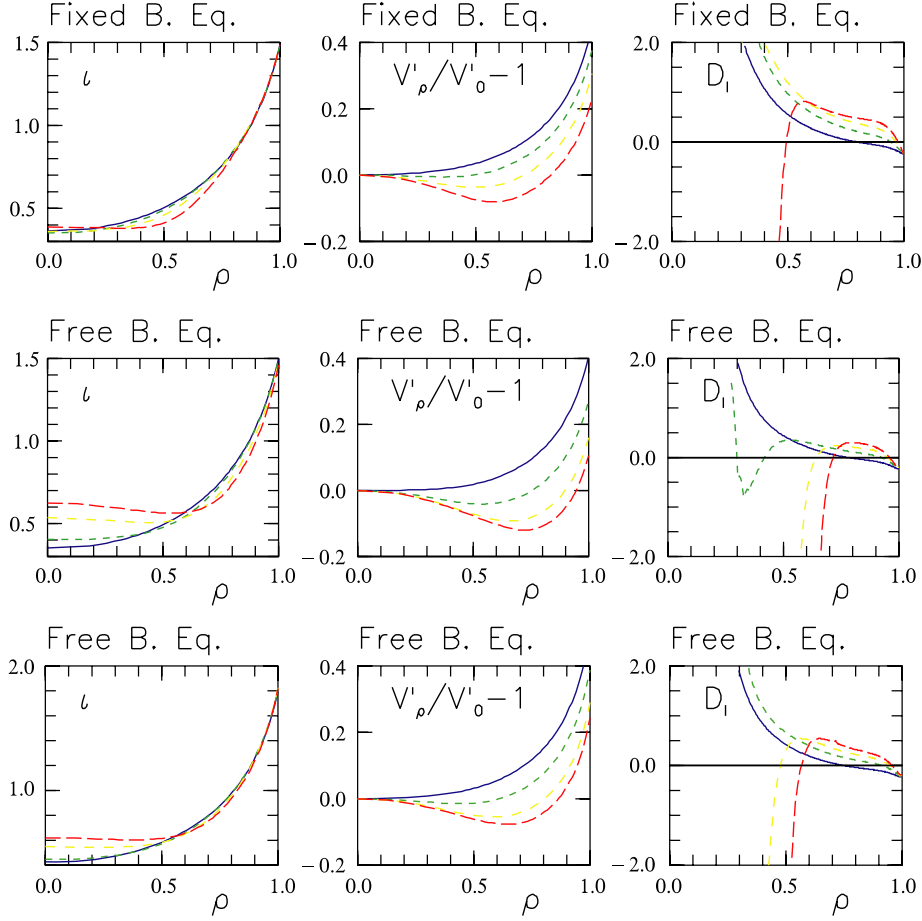 Fixed B. Eq. Fixed B. Eq. Fixed B. Eq.
1.5 0.4 2.0
ι V'ρ/V'0−1 DI
1.0 0.2 0.0
0.5 0.0
−0.2 −2.0
0.0 0.5 1.0 0.0 0.5 1.0 0.0 0.5 1.0
ρ ρ ρ
Free B. Eq. Free B. Eq. Free B. Eq.
1.5 0.4 2.0
ι V'ρ/V'0−1 DI
1.0 0.2 0.0
0.5 0.0
−0.2 −2.0
0.0 0.5 1.0 0.0 0.5 1.0 0.0 0.5 1.0
ρ ρ ρ
Free B. Eq. Free B. Eq. Free B. Eq.
2.0 0.4 2.0
ι V'ρ/V'0−1 DI
1.0 0.2 0.0
0.0
−0.2 −2.0
0.0 0.5 1.0 0.0 0.5 1.0 0.0 0.5 1.0
ρ ρ ρ